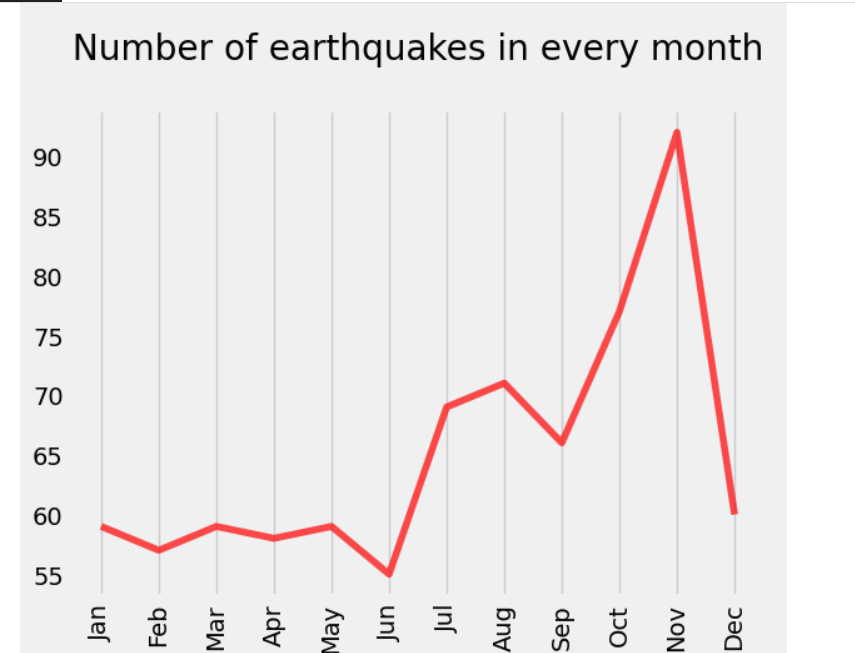 Number of earthquakes in every month
90
85
80
75
70
65
60
55
Jan
Feb
Mar
Apr
May
Jun
Jul
Aug
Sep
Oct
Nov
Dec